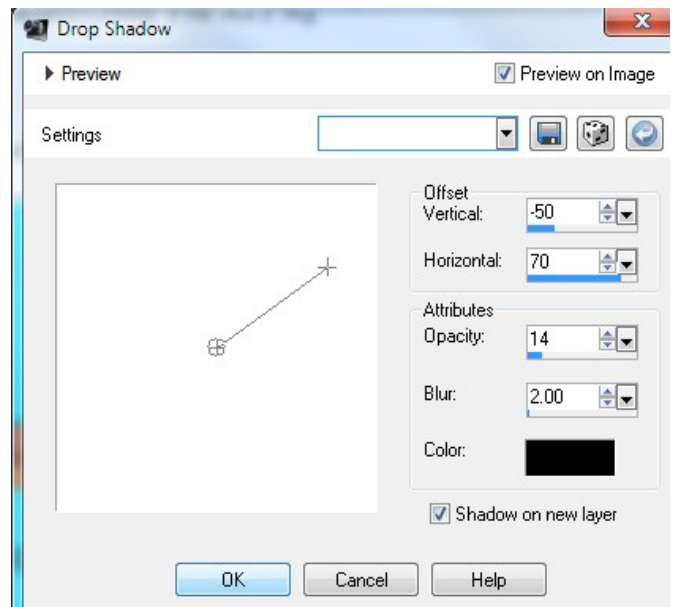 Drop Shadow
Preview
Preview on Image
Settings
Offset
Vertical: -50
Horizontal: 70
Attributes
Opacity: 14
Blur: 2.00
Color:
Shadow on new layer
OK Cancel Help